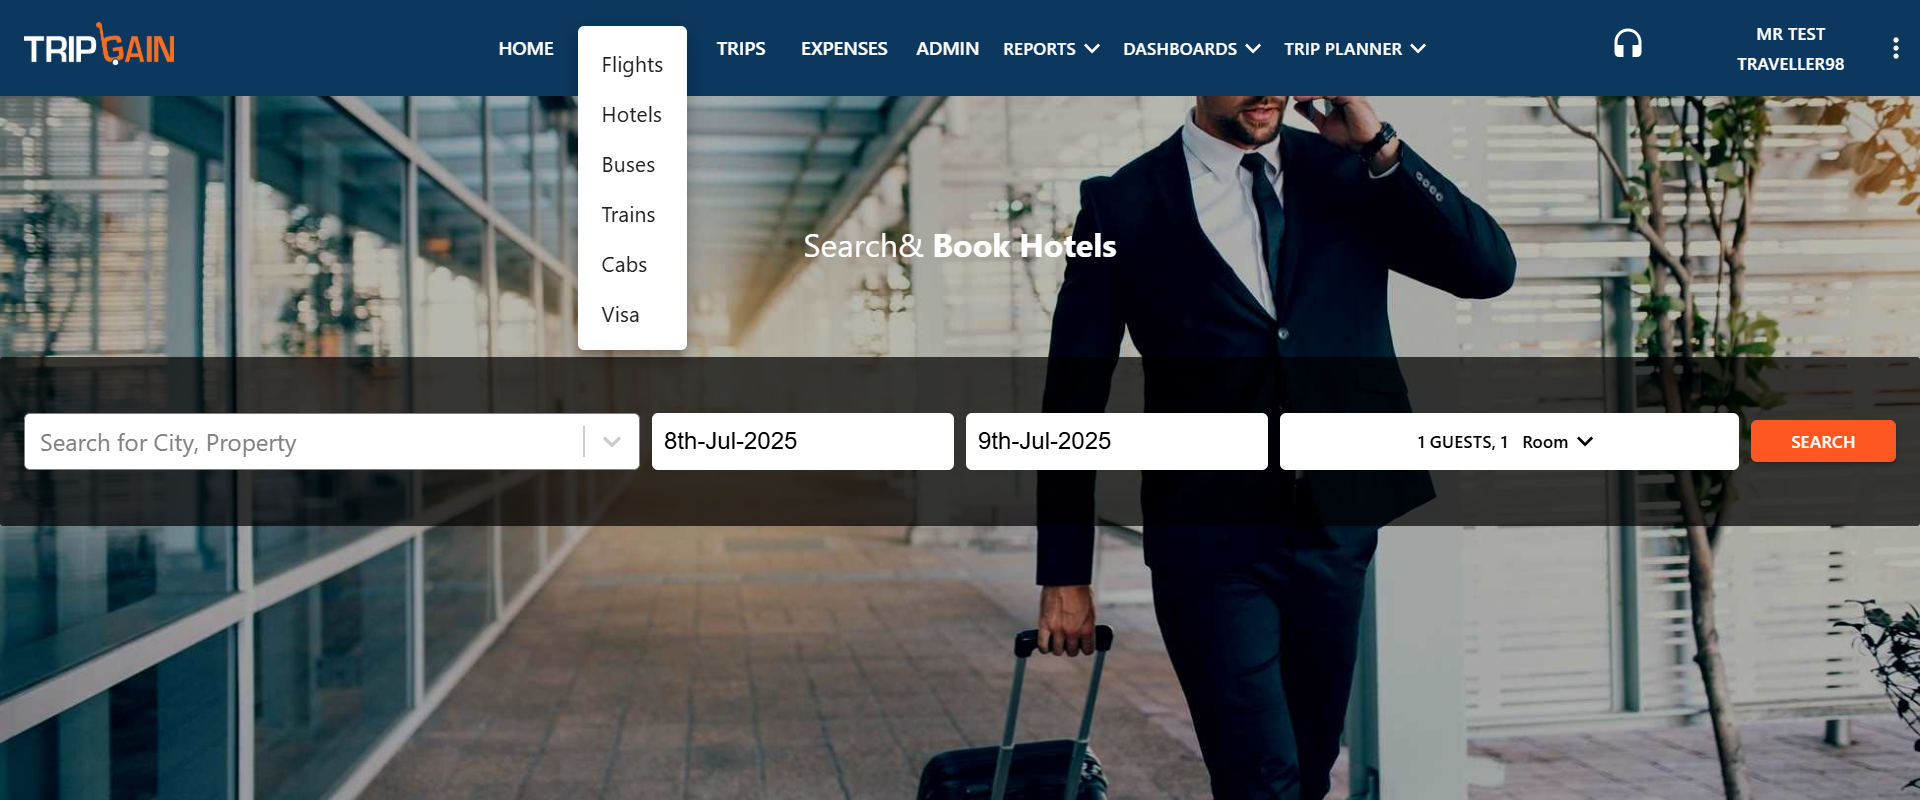 TRIPGAIN
HOME
Flights
Hotels
Buses
Trains
Cabs
Visa
TRIPS
EXPENSES
ADMIN
REPORTS
DASHBOARDS
TRIP PLANNER
MR TEST
TRAVELLER98
Search& Book Hotels
Search for City, Property
8th-Jul-2025
9th-Jul-2025
1 GUESTS, 1 Room
SEARCH